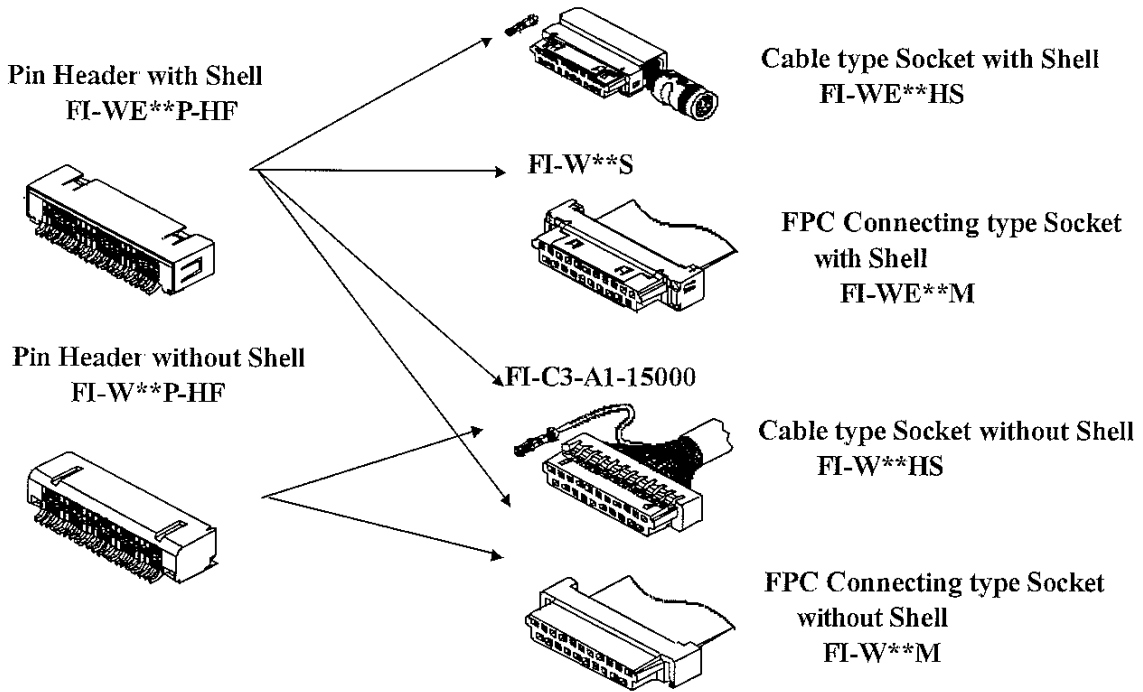 Pin Header with Shell
FI-WE**P-HF
Cable type Socket with Shell
FI-WE**HS
FI-W**S
FPC Connecting type Socket
with Shell
FI-WE**M
Pin Header without Shell
FI-W**P-HF
FI-C3-A1-15000
Cable type Socket without Shell
FI-W**HS
FPC Connecting type Socket
without Shell
FI-W**M